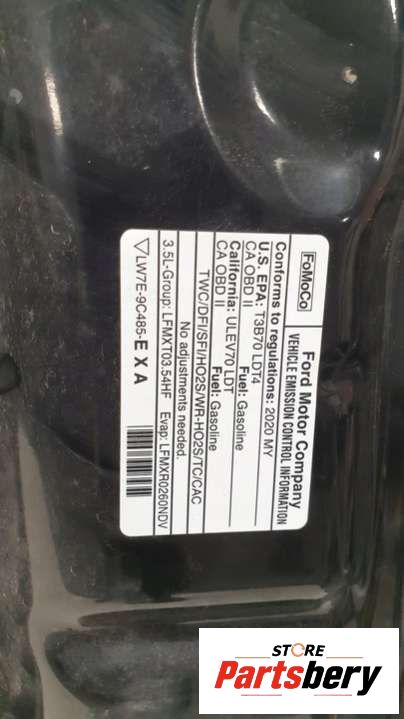 FoMoCo
Ford Motor Company
VEHICLE EMISSION CONTROL INFORMATION
Conforms to regulations: 2020 MY
U.S. EPA: T3B70 LDT4 Fuel: Gasoline
CA OBD II
California: ULEV70 LDT Fuel: Gasoline
CA OBD II
TWC/DFI/SFI/HO2S/WR-HO2S/TC/CAC
No adjustments needed.
3.5L-Group: LFMXT03.54HF Evap: LFMXR0260NDV
LW7E-9C485-E X A
STORE
Partsbery